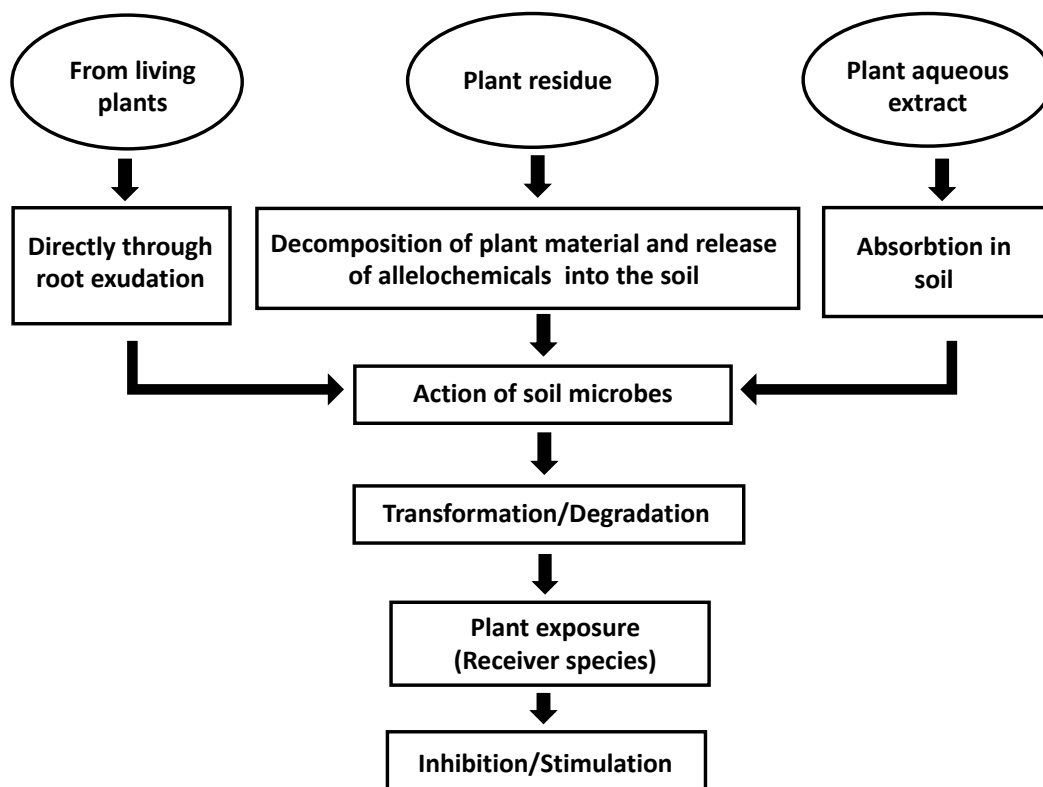 From living
plants
Plant residue
Plant aqueous
extract
Directly through
root exudation
Decomposition of plant material and release
of allelochemicals into the soil
Absorbtion in
soil
Action of soil microbes
Transformation/Degradation
Plant exposure
(Receiver species)
Inhibition/Stimulation